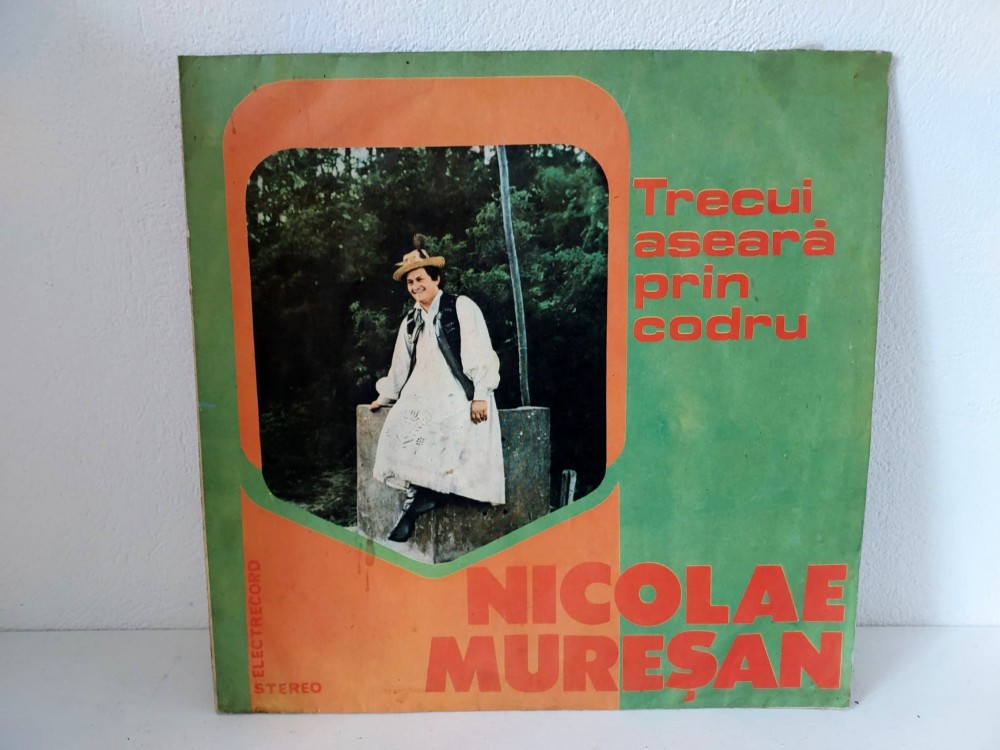 Trecui
aseară
prin
codru
NICOLAE
MUREȘAN
ELECTRECORD
STEREO